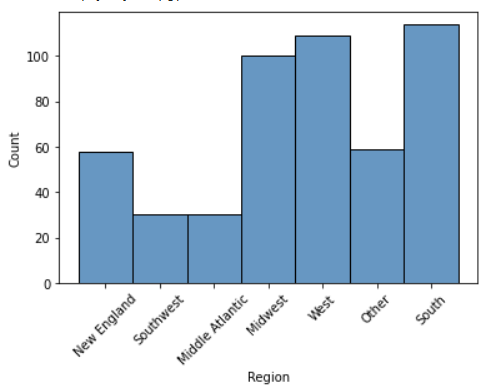 100
80
60
40
20
0
Count
New England
Southwest
Middle Atlantic
Midwest
West
Other
South
Region